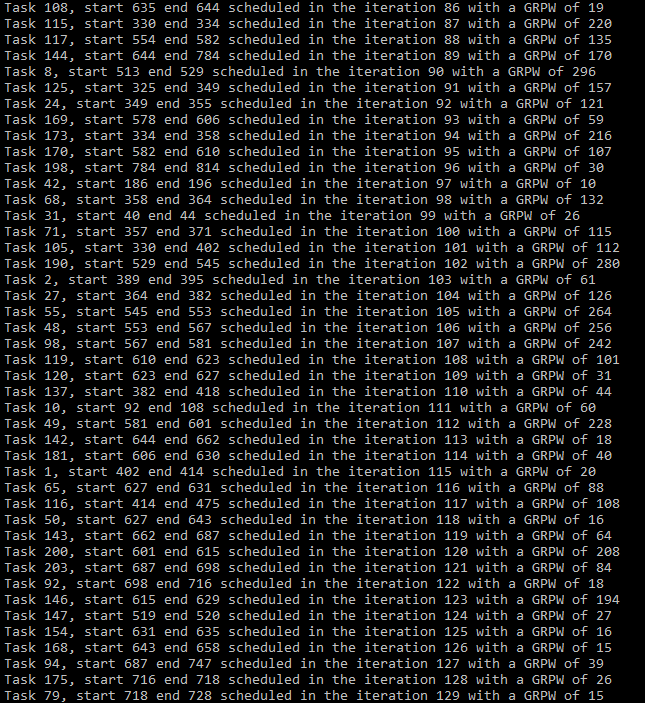 Task 108, start 635 end 644 scheduled in the iteration 86 with a GRPW of 19
Task 115, start 330 end 334 scheduled in the iteration 87 with a GRPW of 220
Task 117, start 554 end 582 scheduled in the iteration 88 with a GRPW of 135
Task 144, start 644 end 784 scheduled in the iteration 89 with a GRPW of 170
Task 8, start 513 end 529 scheduled in the iteration 90 with a GRPW of 296
Task 125, start 325 end 349 scheduled in the iteration 91 with a GRPW of 157
Task 24, start 349 end 355 scheduled in the iteration 92 with a GRPW of 121
Task 169, start 578 end 606 scheduled in the iteration 93 with a GRPW of 59
Task 173, start 334 end 358 scheduled in the iteration 94 with a GRPW of 216
Task 170, start 582 end 610 scheduled in the iteration 95 with a GRPW of 107
Task 198, start 784 end 814 scheduled in the iteration 96 with a GRPW of 30
Task 42, start 186 end 196 scheduled in the iteration 97 with a GRPW of 10
Task 68, start 358 end 364 scheduled in the iteration 98 with a GRPW of 132
Task 31, start 40 end 44 scheduled in the iteration 99 with a GRPW of 26
Task 71, start 357 end 371 scheduled in the iteration 100 with a GRPW of 115
Task 105, start 330 end 402 scheduled in the iteration 101 with a GRPW of 112
Task 190, start 529 end 545 scheduled in the iteration 102 with a GRPW of 280
Task 2, start 389 end 395 scheduled in the iteration 103 with a GRPW of 61
Task 27, start 364 end 382 scheduled in the iteration 104 with a GRPW of 126
Task 55, start 545 end 553 scheduled in the iteration 105 with a GRPW of 264
Task 48, start 553 end 567 scheduled in the iteration 106 with a GRPW of 256
Task 98, start 567 end 581 scheduled in the iteration 107 with a GRPW of 242
Task 119, start 610 end 623 scheduled in the iteration 108 with a GRPW of 101
Task 120, start 623 end 627 scheduled in the iteration 109 with a GRPW of 31
Task 137, start 382 end 418 scheduled in the iteration 110 with a GRPW of 44
Task 10, start 92 end 108 scheduled in the iteration 111 with a GRPW of 60
Task 49, start 581 end 601 scheduled in the iteration 112 with a GRPW of 228
Task 142, start 644 end 662 scheduled in the iteration 113 with a GRPW of 18
Task 181, start 606 end 630 scheduled in the iteration 114 with a GRPW of 40
Task 1, start 402 end 414 scheduled in the iteration 115 with a GRPW of 20
Task 65, start 627 end 631 scheduled in the iteration 116 with a GRPW of 88
Task 116, start 414 end 475 scheduled in the iteration 117 with a GRPW of 108
Task 50, start 627 end 643 scheduled in the iteration 118 with a GRPW of 16
Task 143, start 662 end 687 scheduled in the iteration 119 with a GRPW of 64
Task 200, start 601 end 615 scheduled in the iteration 120 with a GRPW of 208
Task 203, start 687 end 698 scheduled in the iteration 121 with a GRPW of 84
Task 92, start 698 end 716 scheduled in the iteration 122 with a GRPW of 18
Task 146, start 615 end 629 scheduled in the iteration 123 with a GRPW of 194
Task 147, start 519 end 520 scheduled in the iteration 124 with a GRPW of 27
Task 154, start 631 end 635 scheduled in the iteration 125 with a GRPW of 16
Task 168, start 643 end 658 scheduled in the iteration 126 with a GRPW of 15
Task 94, start 687 end 747 scheduled in the iteration 127 with a GRPW of 39
Task 175, start 716 end 718 scheduled in the iteration 128 with a GRPW of 26
Task 79, start 718 end 728 scheduled in the iteration 129 with a GRPW of 15